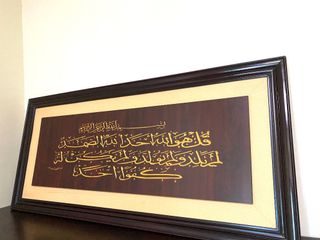 بسم الله الرحمن الرحيم
قل هو الله احد الله الصمد
لم يلد ولم يولد ولم يكن له
كفوا احد